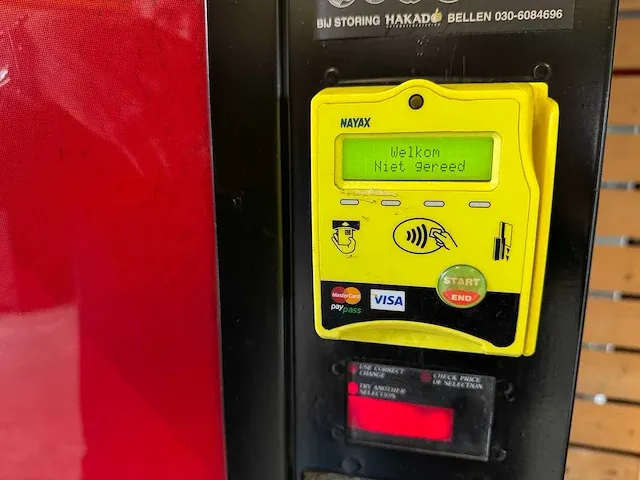 BIJ STORING HAKADO BELLEN 030-6084696
NAYAX
Welkom
Niet gereed
MasterCard
paypass
VISA
START
END
USE CORRECT
CHANGE
CHECK PRICE
OF SELECTION
TRY ANOTHER
SELECTION